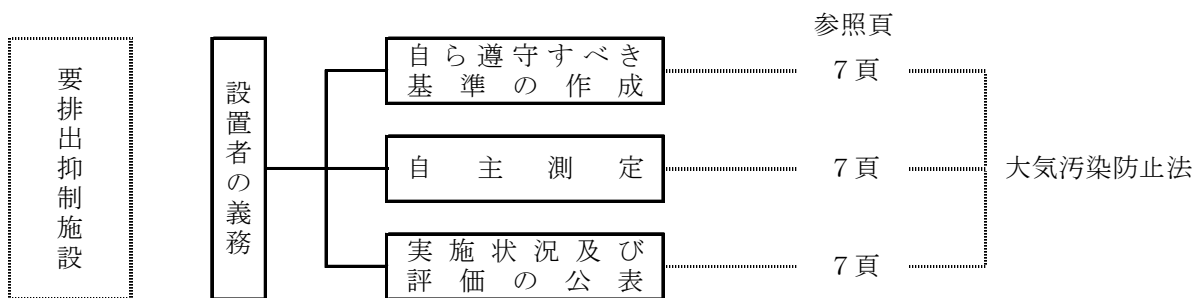 参照頁
要排出抑制施設
設置者の義務
自ら遵守すべき
基準の作成
7頁
自主測定
7頁
大気汚染防止法
実施状況及び
評価の公表
7頁